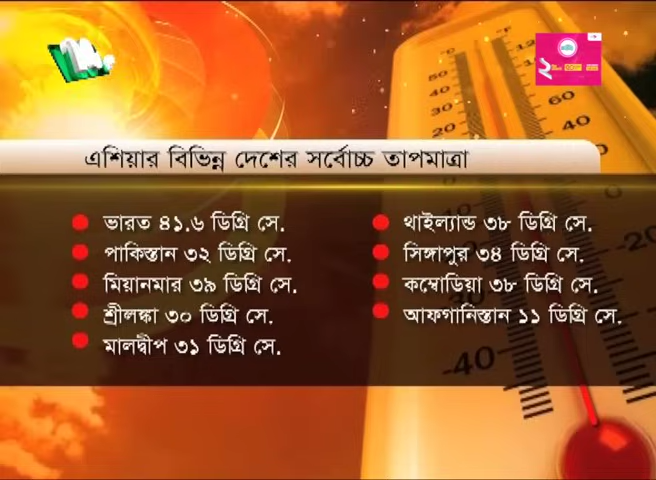 এশিয়ার বিভিন্ন দেশের সর্বোচ্চ তাপমাত্রা
ভারত ৪১.৬ ডিগ্রি সে.
পাকিস্তান ৩২ ডিগ্রি সে.
মিয়ানমার ৩৯ ডিগ্রি সে.
শ্রীলঙ্কা ৩০ ডিগ্রি সে.
মালদ্বীপ ৩১ ডিগ্রি সে.
থাইল্যান্ড ৩৮ ডিগ্রি সে.
সিঙ্গাপুর ৩৪ ডিগ্রি সে.
কম্বোডিয়া ৩৮ ডিগ্রি সে.
আফগানিস্তান ১১ ডিগ্রি সে.